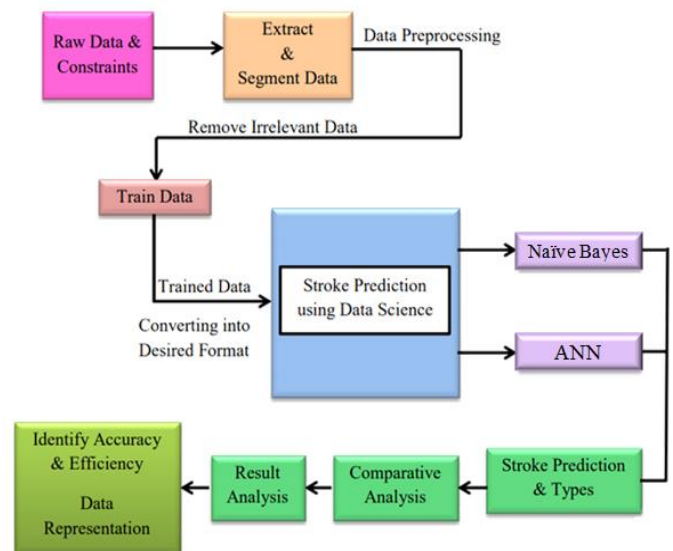 Raw Data &
Constraints
Extract
&
Segment Data
Data Preprocessing
Remove Irrelevant Data
Train Data
Trained Data
Converting into
Desired Format
Stroke Prediction
using Data Science
Naïve Bayes
ANN
Stroke Prediction
& Types
Comparative
Analysis
Result
Analysis
Identify Accuracy
& Efficiency
Data
Representation